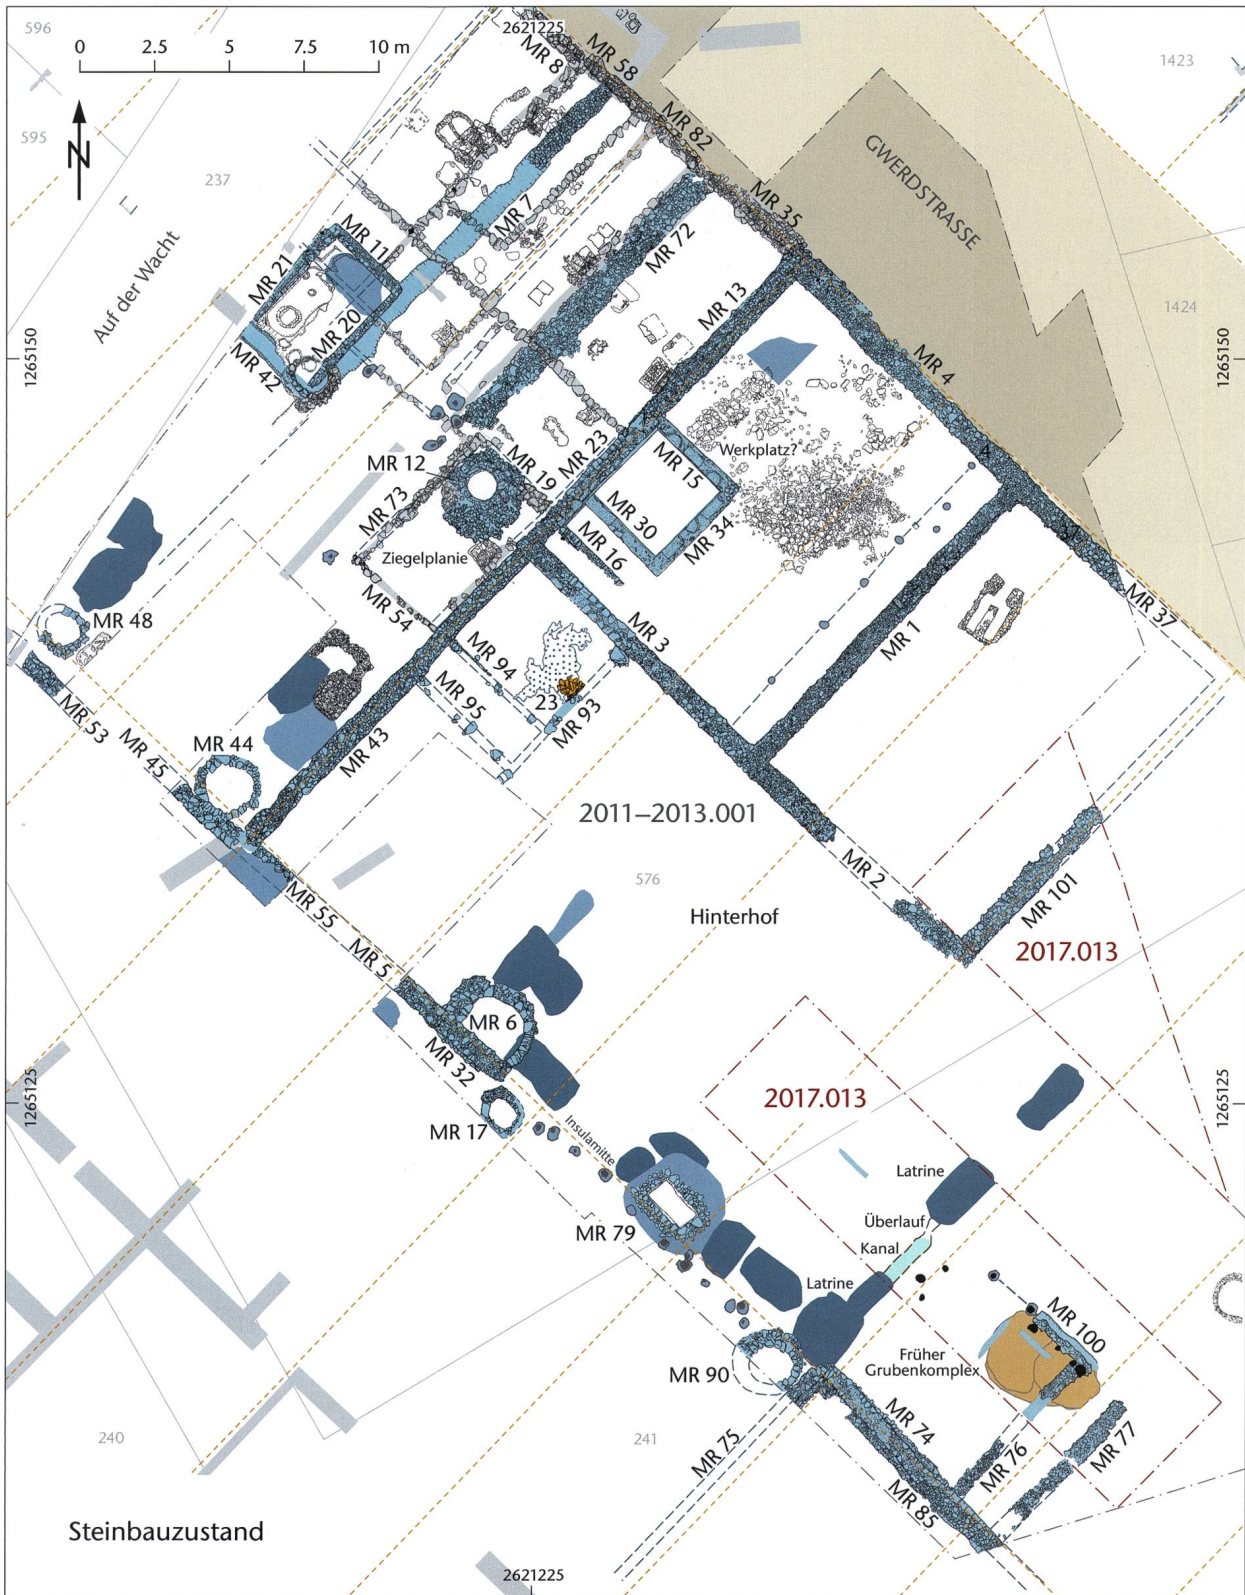 596
0 2.5 5 7.5 10 m
2621225
MR 8
MR 58
1423
595
N
MR 82
GWERDSTRASSE
237
MR 7
MR 35
MR 72
MR 11
MR 21
Auf der Wacht
MR 13
1424
MR 20
MR 42
1265150
1265150
MR 4
4
MR 12
MR 19
MR 23
MR 15
Werkplatz?
MR 73
MR 30
MR 34
MR 16
Ziegelplanie
MR 54
MR 37
MR 48
MR 3
MR 1
MR 94
23
MR 95
MR 93
MR 53
MR 45
MR 44
MR 43
2011–2013.001
MR 2
576
MR 101
Hinterhof
MR 55
2017.013
MR 5
MR 6
MR 32
1265125
1265125
2017.013
MR 17
Insulamitte
Latrine
MR 79
Überlauf/
Kanal
Latrine
MR 100
MR 90
Früher
Grubenkomplex
240
241
MR 75
MR 74
MR 76
MR 77
MR 85
Steinbauzustand
2621225